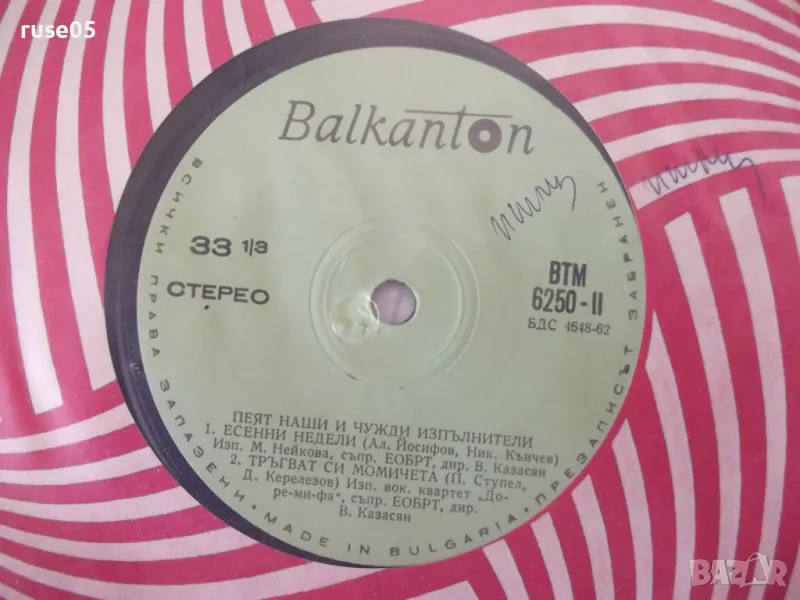 ruse05
Balkanton
33 1/3
СТЕРЕО
ВТМ
6250-II
БДС 4648-62
ПЕЯТ НАШИ И ЧУЖДИ ИЗПЪЛНИТЕЛИ
1. ЕСЕННИ НЕДЕЛИ (Ал. Йосифов, Ник. Кънчев)
Изп. М. Нейкова, съпр. ЕОБРТ, дир. В. Казасян
2. ТРЪГВАТ СИ МОМИЧЕТА (П. Ступел,
Д. Керелезов) Изп. вок. квартет „До-
ре-ми-фа“, съпр. ЕОБРТ, дир.
В. Казасян
ВСИЧКИ ПРАВА ЗАПАЗЕНИ · MADE IN BULGARIA · ПРЕЗАПИСЪТ ЗАБРАНЕН
BAZAR